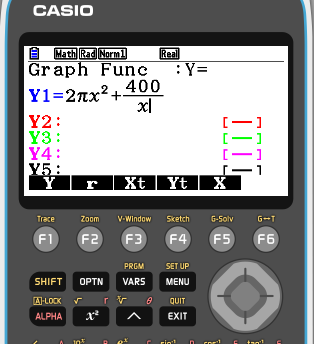 CASIO
Math Rad Norm1 Real
Graph Func :Y=
Y1=2πx²+400/x
Y2: [—]
Y3: [—]
Y4: [—]
Y5: [—]
Y r Xt Yt X
Trace Zoom V-Window Sketch G-Solv G↔T
F1 F2 F3 F4 F5 F6
PRGM SET UP
SHIFT OPTN VARS MENU
A-LOCK √ r θ QUIT
ALPHA x² ^ EXIT